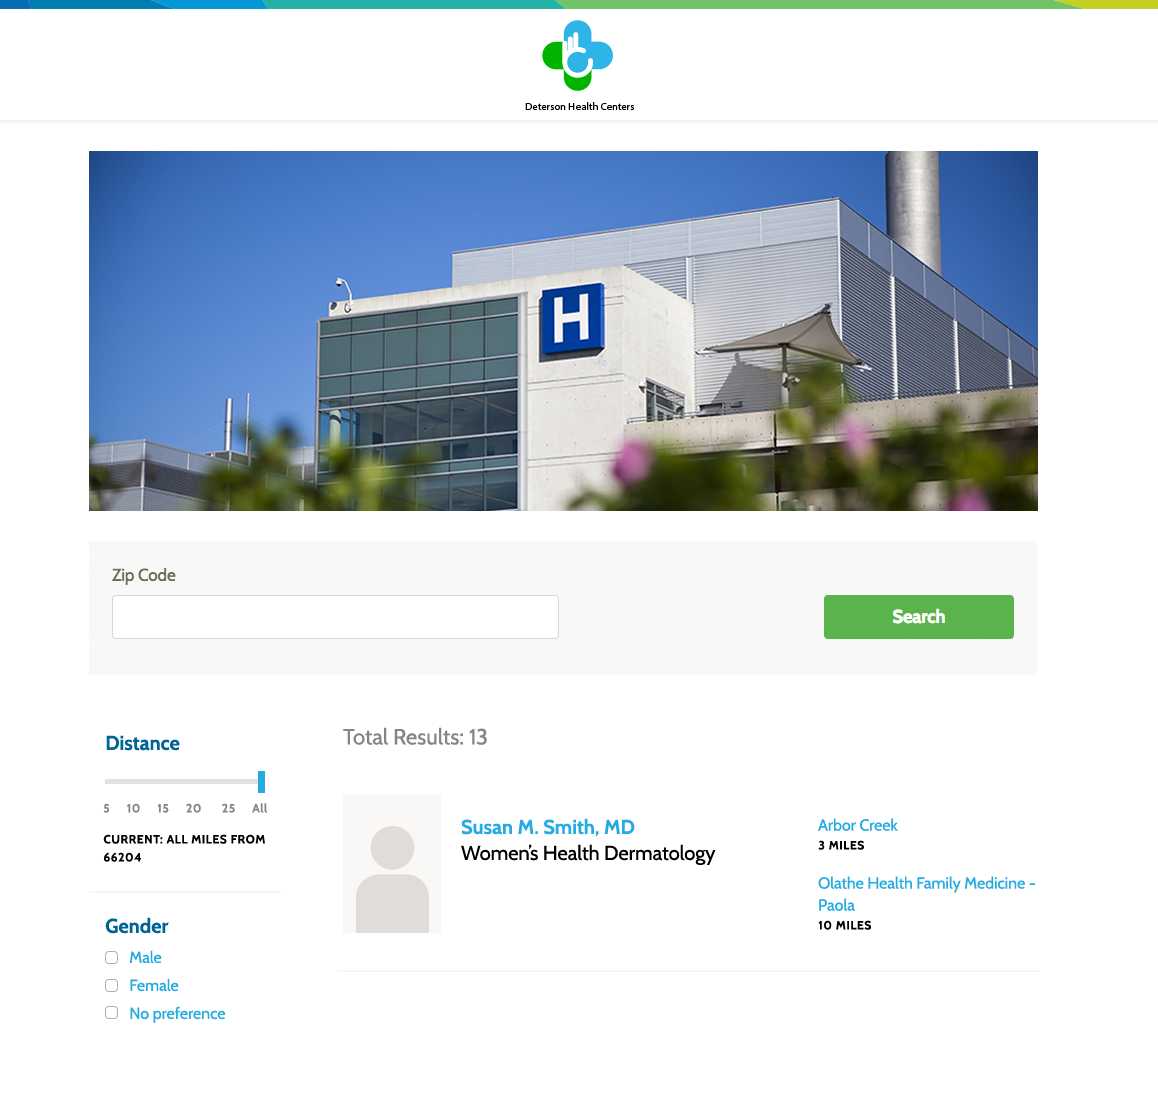 Deterson Health Centers
H
Zip Code
Search
Distance
5 10 15 20 25 All
CURRENT: ALL MILES FROM
66204
Gender
Male
Female
No preference
Total Results: 13
Susan M. Smith, MD
Women's Health Dermatology
Arbor Creek
3 MILES
Olathe Health Family Medicine -
Paola
10 MILES